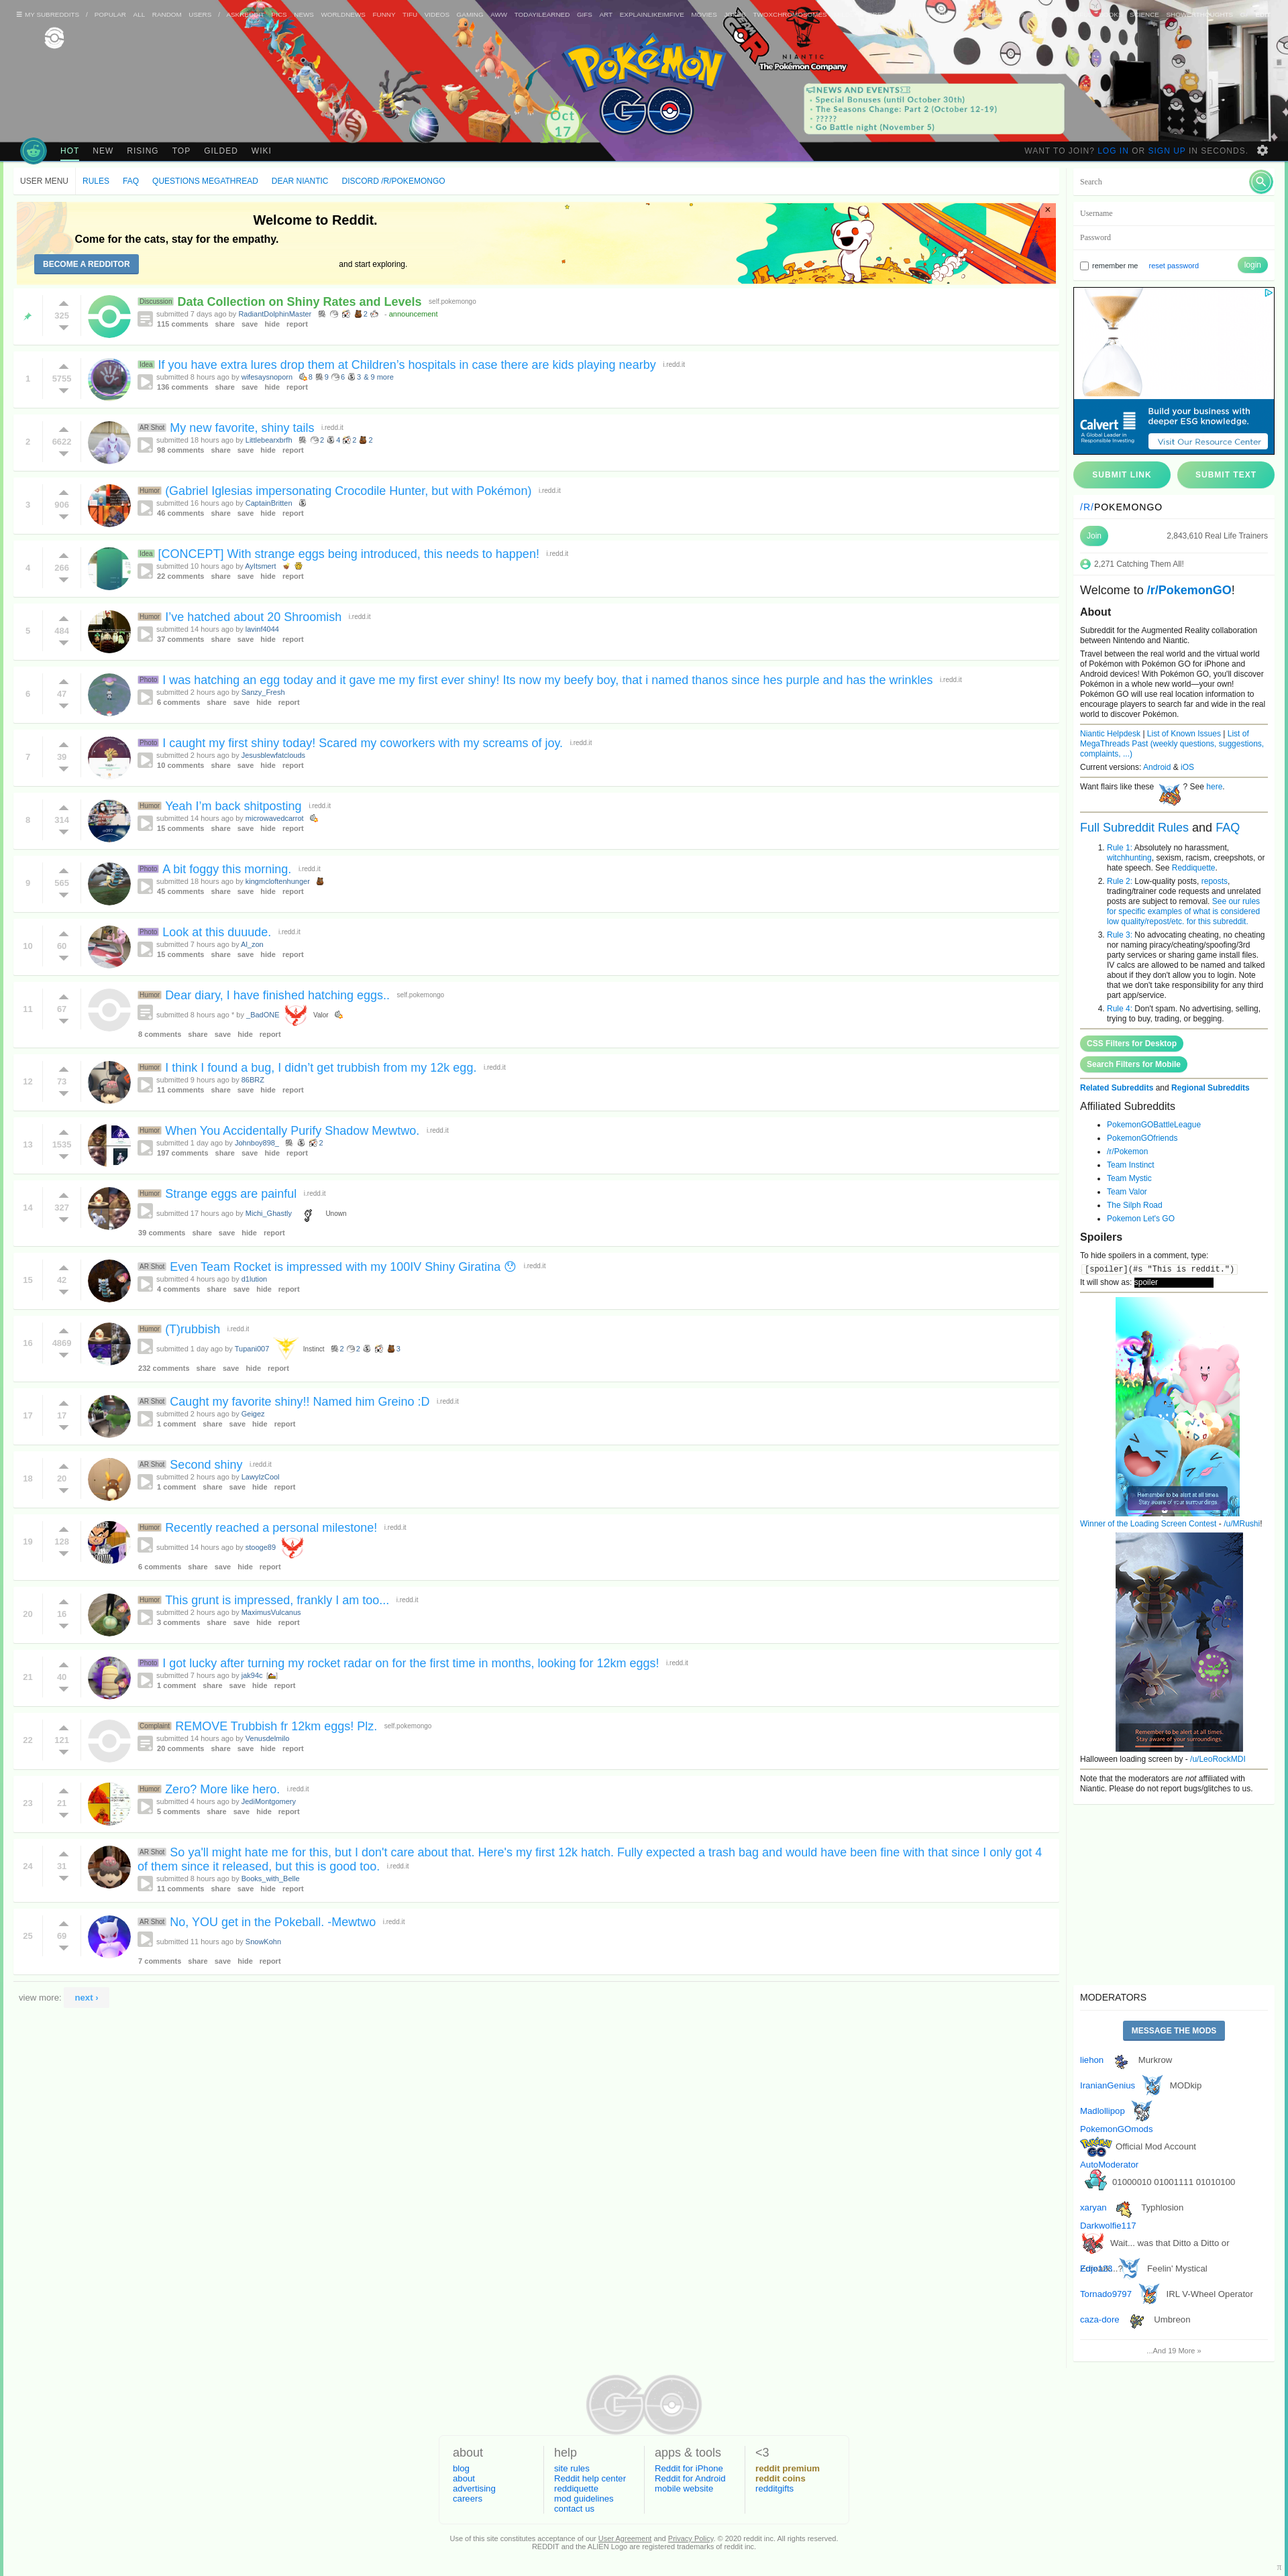 MY SUBREDDITS / POPULAR ALL RANDOM USERS / ASKREDDIT PICS NEWS WORLDNEWS FUNNY TIFU VIDEOS GAMING AWW TODAYILEARNED GIFS ART EXPLAINLIKEIMFIVE MOVIES
Pokémon GO
NIANTIC
The Pokémon Company
Oct 17
NEWS AND EVENTS
· Special Bonuses (until October 30th)
· The Seasons Change: Part 2 (October 12-19)
· ?????
· Go Battle night (November 5)
HOT NEW RISING TOP GILDED WIKI
WANT TO JOIN? LOG IN OR SIGN UP IN SECONDS.
USER MENU RULES FAQ QUESTIONS MEGATHREAD DEAR NIANTIC DISCORD /R/POKEMONGO
Welcome to Reddit.
Come for the cats, stay for the empathy.
BECOME A REDDITOR and start exploring.
×
325 Discussion Data Collection on Shiny Rates and Levels self.pokemongo
submitted 7 days ago by RadiantDolphinMaster 2 - announcement
115 comments share save hide report
1 5755 Idea If you have extra lures drop them at Children’s hospitals in case there are kids playing nearby i.redd.it
submitted 8 hours ago by wifesaysnoporn 8 9 6 3 & 9 more
136 comments share save hide report
2 6622 AR Shot My new favorite, shiny tails i.redd.it
submitted 18 hours ago by Littlebearxbrfh 2 4 2 2
98 comments share save hide report
3 906 Humor (Gabriel Iglesias impersonating Crocodile Hunter, but with Pokémon) i.redd.it
submitted 16 hours ago by CaptainBritten
46 comments share save hide report
4 266 Idea [CONCEPT] With strange eggs being introduced, this needs to happen! i.redd.it
submitted 10 hours ago by AyItsmert
22 comments share save hide report
5 484 Humor I’ve hatched about 20 Shroomish i.redd.it
submitted 14 hours ago by lavinf4044
37 comments share save hide report
6 47 Photo I was hatching an egg today and it gave me my first ever shiny! Its now my beefy boy, that i named thanos since hes purple and has the wrinkles i.redd.it
submitted 2 hours ago by Sanzy_Fresh
6 comments share save hide report
7 39 Photo I caught my first shiny today! Scared my coworkers with my screams of joy. i.redd.it
submitted 2 hours ago by Jesusblewfatclouds
10 comments share save hide report
8 314 Humor Yeah I’m back shitposting i.redd.it
submitted 14 hours ago by microwavedcarrot
15 comments share save hide report
9 565 Photo A bit foggy this morning. i.redd.it
submitted 18 hours ago by kingmcloftenhunger
45 comments share save hide report
10 60 Photo Look at this duuude. i.redd.it
submitted 7 hours ago by Al_zon
15 comments share save hide report
11 67 Humor Dear diary, I have finished hatching eggs.. self.pokemongo
submitted 8 hours ago * by _BadONE Valor
8 comments share save hide report
12 73 Humor I think I found a bug, I didn’t get trubbish from my 12k egg. i.redd.it
submitted 9 hours ago by 86BRZ
11 comments share save hide report
13 1535 Humor When You Accidentally Purify Shadow Mewtwo. i.redd.it
submitted 1 day ago by Johnboy898_ 2
197 comments share save hide report
14 327 Humor Strange eggs are painful i.redd.it
submitted 17 hours ago by Michi_Ghastly Unown
39 comments share save hide report
15 42 AR Shot Even Team Rocket is impressed with my 100IV Shiny Giratina 😯 i.redd.it
submitted 4 hours ago by d1lution
4 comments share save hide report
16 4869 Humor (T)rubbish i.redd.it
submitted 1 day ago by Tupani007 Instinct 2 2 3
232 comments share save hide report
17 17 AR Shot Caught my favorite shiny!! Named him Greino :D i.redd.it
submitted 2 hours ago by Geigez
1 comment share save hide report
18 20 AR Shot Second shiny i.redd.it
submitted 2 hours ago by LawyIzCool
1 comment share save hide report
19 128 Humor Recently reached a personal milestone! i.redd.it
submitted 14 hours ago by stooge89
6 comments share save hide report
20 16 Humor This grunt is impressed, frankly I am too... i.redd.it
submitted 2 hours ago by MaximusVulcanus
3 comments share save hide report
21 40 Photo I got lucky after turning my rocket radar on for the first time in months, looking for 12km eggs! i.redd.it
submitted 7 hours ago by jak94c
1 comment share save hide report
22 121 Complaint REMOVE Trubbish fr 12km eggs! Plz. self.pokemongo
submitted 14 hours ago by Venusdelmilo
20 comments share save hide report
23 21 Humor Zero? More like hero. i.redd.it
submitted 4 hours ago by JediMontgomery
5 comments share save hide report
24 31 AR Shot So ya'll might hate me for this, but I don't care about that. Here's my first 12k hatch. Fully expected a trash bag and would have been fine with that since I only got 4
of them since it released, but this is good too. i.redd.it
submitted 8 hours ago by Books_with_Belle
11 comments share save hide report
25 69 AR Shot No, YOU get in the Pokeball. -Mewtwo i.redd.it
submitted 11 hours ago by SnowKohn
7 comments share save hide report
view more: next ›
Search
Username
Password
remember me reset password login
Calvert
A Global Leader in
Responsible Investing
Build your business with
deeper ESG knowledge.
Visit Our Resource Center
SUBMIT LINK SUBMIT TEXT
/R/POKEMONGO
Join 2,843,610 Real Life Trainers
2,271 Catching Them All!
Welcome to /r/PokemonGO!
About
Subreddit for the Augmented Reality collaboration
between Nintendo and Niantic.
Travel between the real world and the virtual world
of Pokémon with Pokémon GO for iPhone and
Android devices! With Pokémon GO, you'll discover
Pokémon in a whole new world—your own!
Pokémon GO will use real location information to
encourage players to search far and wide in the real
world to discover Pokémon.
Niantic Helpdesk | List of Known Issues | List of
MegaThreads Past (weekly questions, suggestions,
complaints, ...)
Current versions: Android & iOS
Want flairs like these ? See here.
Full Subreddit Rules and FAQ
1. Rule 1: Absolutely no harassment,
witchhunting, sexism, racism, creepshots, or
hate speech. See Reddiquette.
2. Rule 2: Low-quality posts, reposts,
trading/trainer code requests and unrelated
posts are subject to removal. See our rules
for specific examples of what is considered
low quality/repost/etc. for this subreddit.
3. Rule 3: No advocating cheating, no cheating
nor naming piracy/cheating/spoofing/3rd
party services or sharing game install files.
IV calcs are allowed to be named and talked
about if they don't allow you to login. Note
that we don't take responsibility for any third
part app/service.
4. Rule 4: Don't spam. No advertising, selling,
trying to buy, trading, or begging.
CSS Filters for Desktop
Search Filters for Mobile
Related Subreddits and Regional Subreddits
Affiliated Subreddits
PokemonGOBattleLeague
PokemonGOfriends
/r/Pokemon
Team Instinct
Team Mystic
Team Valor
The Silph Road
Pokemon Let's GO
Spoilers
To hide spoilers in a comment, type:
[spoiler](#s "This is reddit.")
It will show as: spoiler
Remember to be alert at all times.
Stay aware of your surroundings.
Winner of the Loading Screen Contest - /u/MRushi!
Remember to be alert at all times.
Stay aware of your surroundings.
Halloween loading screen by - /u/LeoRockMDI
Note that the moderators are not affiliated with
Niantic. Please do not report bugs/glitches to us.
MODERATORS
MESSAGE THE MODS
liehon Murkrow
IranianGenius MODkip
Madlollipop
PokemonGOmods
Official Mod Account
AutoModerator
01000010 01001111 01010100
xaryan Typhlosion
Darkwolfie117
Wait... was that Ditto a Ditto or
Feelin' Mystical
Tornado9797 IRL V-Wheel Operator
caza-dore Umbreon
...And 19 More »
GO
about
blog
about
advertising
careers
help
site rules
Reddit help center
reddiquette
mod guidelines
contact us
apps & tools
Reddit for iPhone
Reddit for Android
mobile website
<3
reddit premium
reddit coins
redditgifts
Use of this site constitutes acceptance of our User Agreement and Privacy Policy. © 2020 reddit inc. All rights reserved.
REDDIT and the ALIEN Logo are registered trademarks of reddit inc.
π